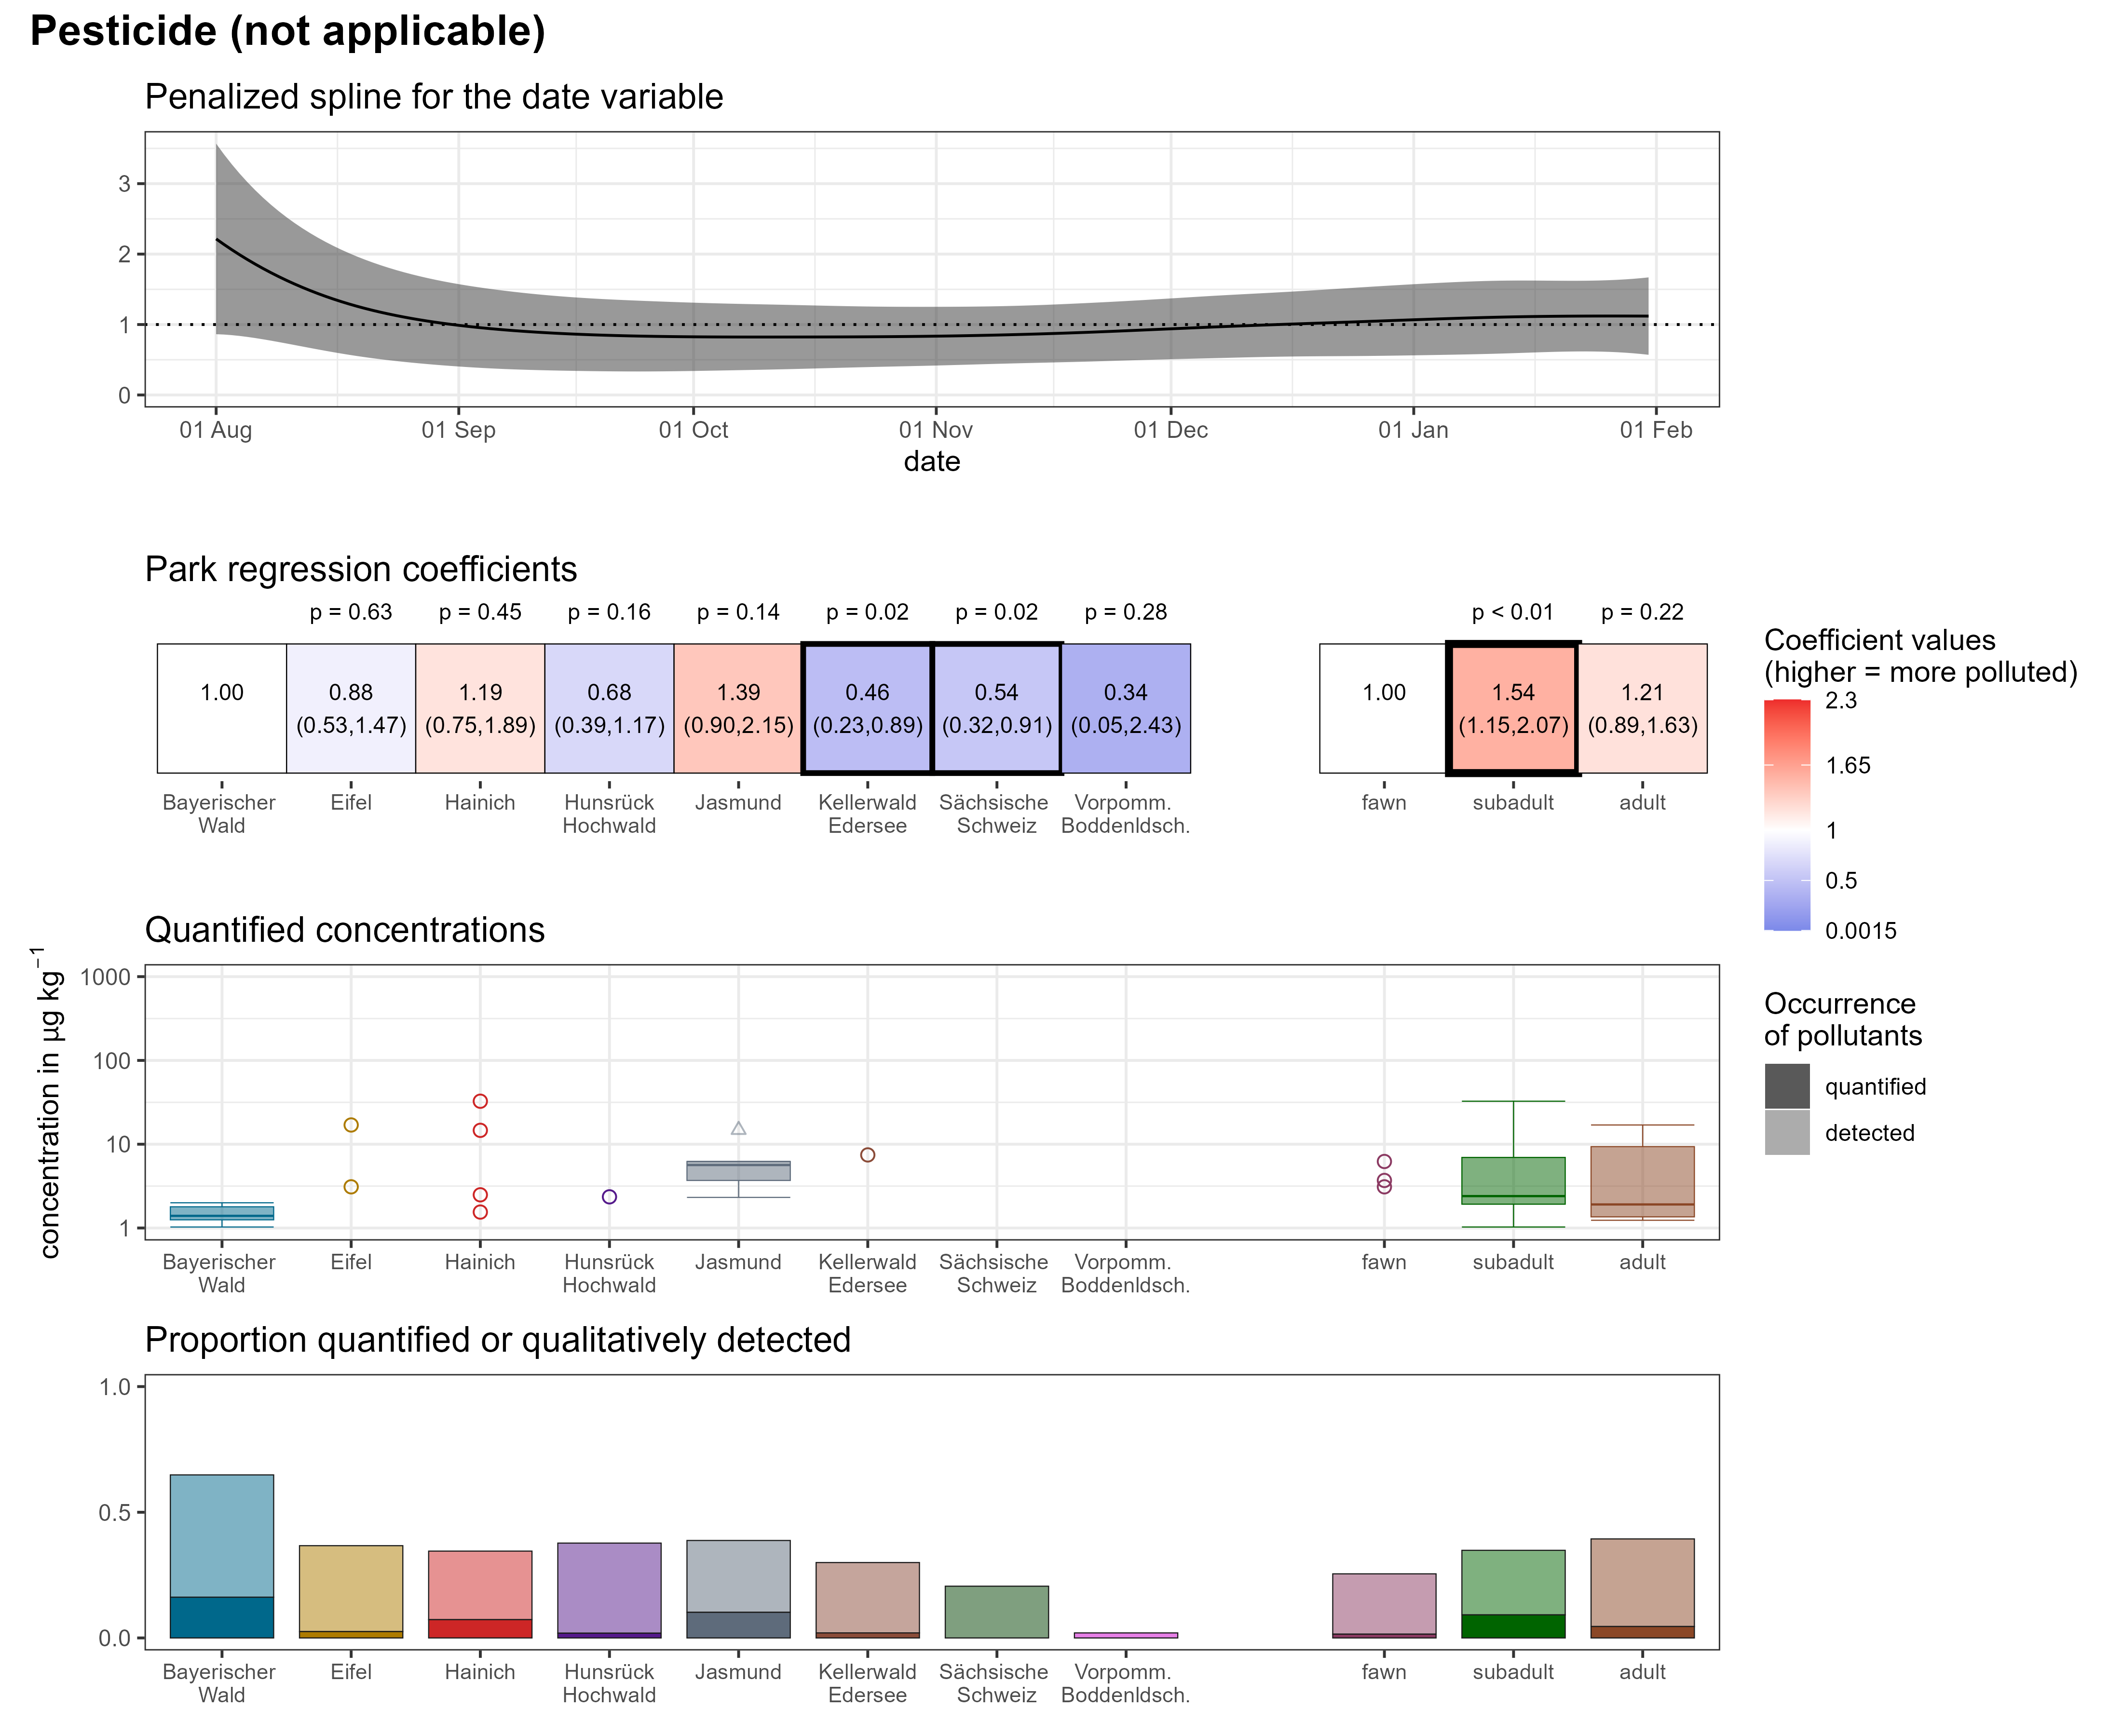 Pesticide (not applicable)
Penalized spline for the date variable
3
2
1
0
01 Aug 01 Sep 01 Oct 01 Nov 01 Dec 01 Jan 01 Feb
date
Park regression coefficients
p = 0.63 p = 0.45 p = 0.16 p = 0.14 p = 0.02 p = 0.02 p = 0.28 p < 0.01 p = 0.22
1.00 0.88 1.19 0.68 1.39 0.46 0.54 0.34 1.00 1.54 1.21
(0.53,1.47) (0.75,1.89) (0.39,1.17) (0.90,2.15) (0.23,0.89) (0.32,0.91) (0.05,2.43) (1.15,2.07) (0.89,1.63)
Bayerischer Eifel Hainich Hunsrück Jasmund Kellerwald Sächsische Vorpomm. fawn subadult adult
Wald Hochwald Edersee Schweiz Boddenldsch.
Coefficient values
(higher = more polluted)
2.3
1.65
1
0.5
0.0015
Quantified concentrations
concentration in µg kg⁻¹
1000
100
10
1
Bayerischer Eifel Hainich Hunsrück Jasmund Kellerwald Sächsische Vorpomm. fawn subadult adult
Wald Hochwald Edersee Schweiz Boddenldsch.
Occurrence
of pollutants
quantified
detected
Proportion quantified or qualitatively detected
1.0
0.5
0.0
Bayerischer Eifel Hainich Hunsrück Jasmund Kellerwald Sächsische Vorpomm. fawn subadult adult
Wald Hochwald Edersee Schweiz Boddenldsch.